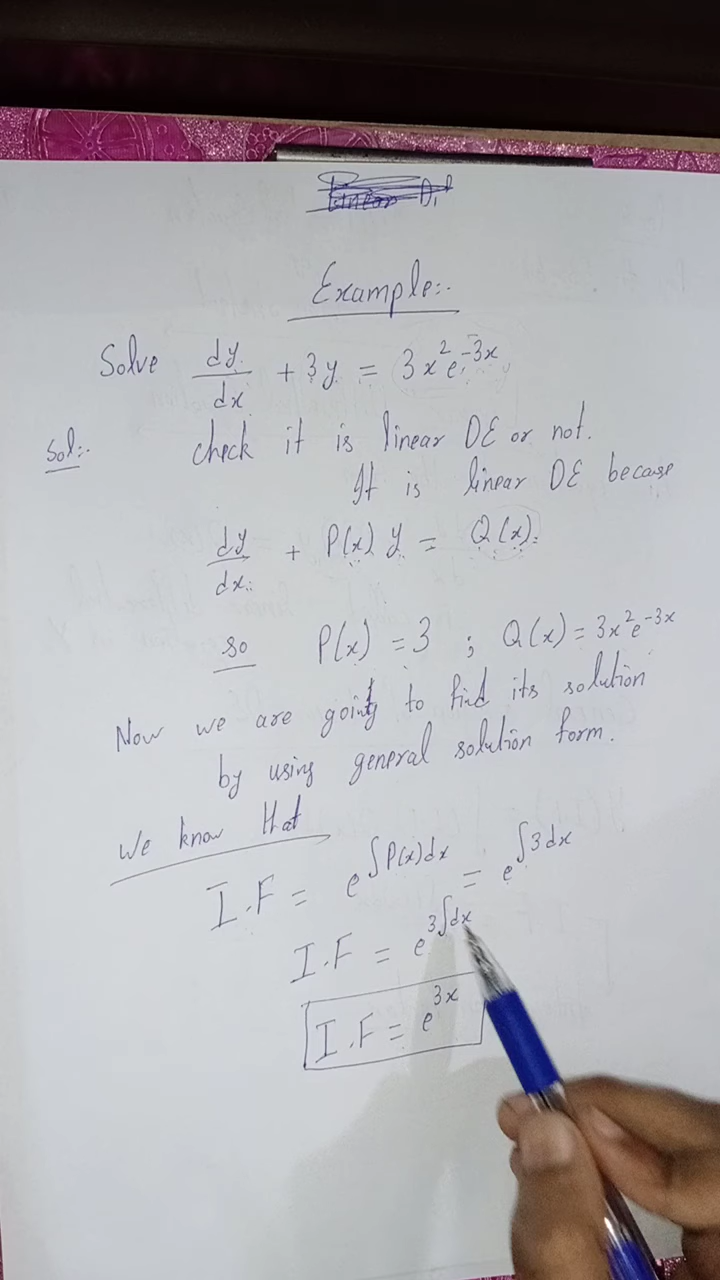 Example:-
Solve dy/dx + 3y = 3x²e⁻³ˣ
Sol:- check it is linear DE or not.
It is linear DE because
dy/dx + P(x) y = Q(x).
so P(x) = 3 ; Q(x) = 3x²e⁻³ˣ
Now we are going to find its solution
by using general solution form.
We know that
I.F = e^∫P(x)dx = e^∫3dx
I.F = e^3∫dx
I.F = e^3x